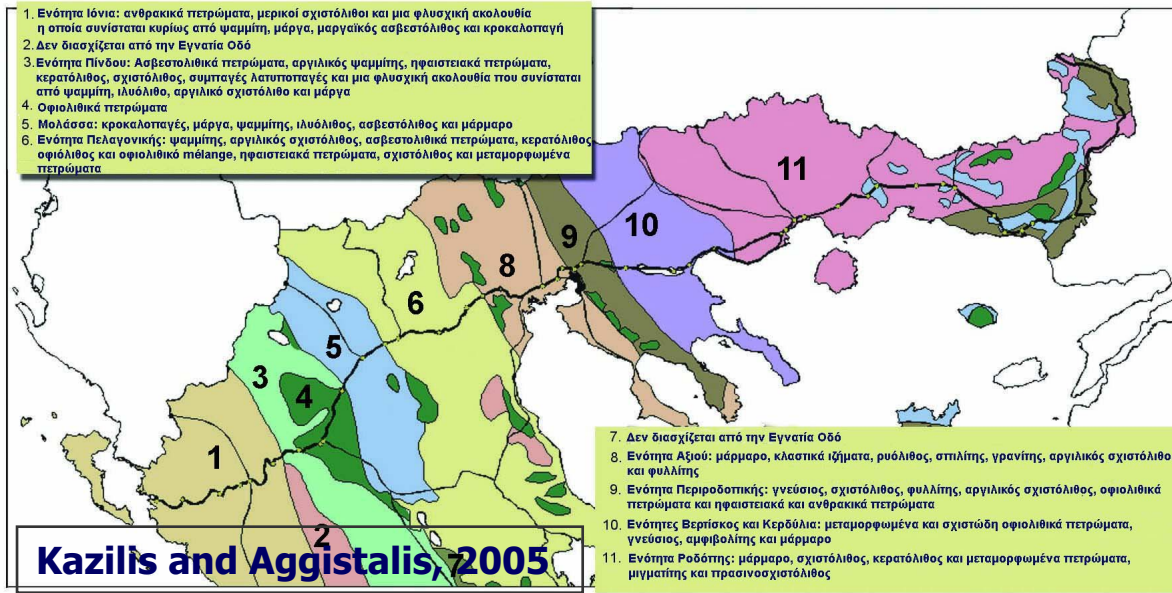 1. Ενότητα Ιόνια: ανθρακικά πετρώματα, μερικοί σχιστόλιθοι και μια φλυσχική ακολουθία
η οποία συνίσταται κυρίως από ψαμμίτη, μάργα, μαργαϊκός ασβεστόλιθος και κροκαλοπαγή
2. Δεν διασχίζεται από την Εγνατία Οδό
3. Ενότητα Πίνδου: Ασβεστολιθικά πετρώματα, αργιλικός ψαμμίτης, ηφαιστειακά πετρώματα,
κερατόλιθος, σχιστόλιθος, συμπαγές λατυποπαγές και μια φλυσχική ακολουθία που συνίσταται
από ψαμμίτη, ιλυόλιθο, αργιλικό σχιστόλιθο και μάργα
4. Οφιολιθικά πετρώματα
5. Μολάσσα: κροκαλοπαγές, μάργα, ψαμμίτης, ιλυόλιθος, ασβεστόλιθος και μάρμαρο
6. Ενότητα Πελαγονικής: ψαμμίτης, αργιλικός σχιστόλιθος, ασβεστολιθικά πετρώματα, κερατόλιθος,
οφιόλιθος και οφιολιθικό mélange, ηφαιστειακά πετρώματα, σχιστόλιθος και μεταμορφωμένα
πετρώματα
11
10
9
8
6
5
3
4
1
2
7
7. Δεν διασχίζεται από την Εγνατία Οδό
8. Ενότητα Αξιού: μάρμαρο, κλαστικά ιζήματα, ρυόλιθος, σπιλίτης, γρανίτης, αργιλικός σχιστόλιθο
και φυλλίτης
9. Ενότητα Περιροδοπικής: γνεύσιος, σχιστόλιθος, φυλλίτης, αργιλικός σχιστόλιθος, οφιολιθικά
πετρώματα και ηφαιστειακά και ανθρακικά πετρώματα
10. Ενότητες Βερτίσκος και Κερδύλια: μεταμορφωμένα και σχιστώδη οφιολιθικά πετρώματα,
γνεύσιος, αμφιβολίτης και μάρμαρο
11. Ενότητα Ροδόπης: μάρμαρο, σχιστόλιθος, κερατόλιθος και μεταμορφωμένα πετρώματα,
μιγματίτης και πρασινοσχιστόλιθος
Kazilis and Aggistalis, 2005